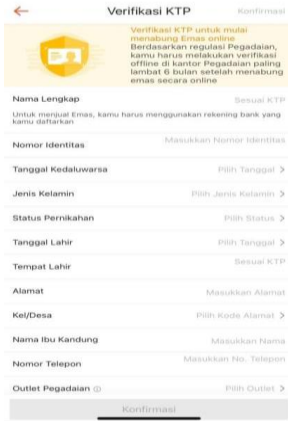 Verifikasi KTP
Konfirmasi
Verifikasi KTP untuk mulai
menabung Emas online
Berdasarkan regulasi Pegadaian,
kamu harus melakukan verifikasi
offline di kantor Pegadaian paling
lambat 6 bulan setelah menabung
emas secara online
Nama Lengkap
Sesuai KTP
Untuk menjual Emas, kamu harus menggunakan rekening bank yang
kamu daftarkan
Nomor Identitas
Masukkan Nomor Identitas
Tanggal Kedaluwarsa
Pilih Tanggal
Jenis Kelamin
Pilih Jenis Kelamin
Status Pernikahan
Pilih Status
Tanggal Lahir
Pilih Tanggal
Tempat Lahir
Sesuai KTP
Alamat
Masukkan Alamat
Kel/Desa
Pilih Kode Alamat
Nama Ibu Kandung
Masukkan Nama
Nomor Telepon
Masukkan No. Telepon
Outlet Pegadaian
Pilih Outlet
Konfirmasi